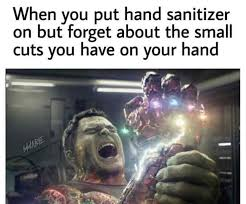 When you put hand sanitizer
on but forget about the small
cuts you have on your hand